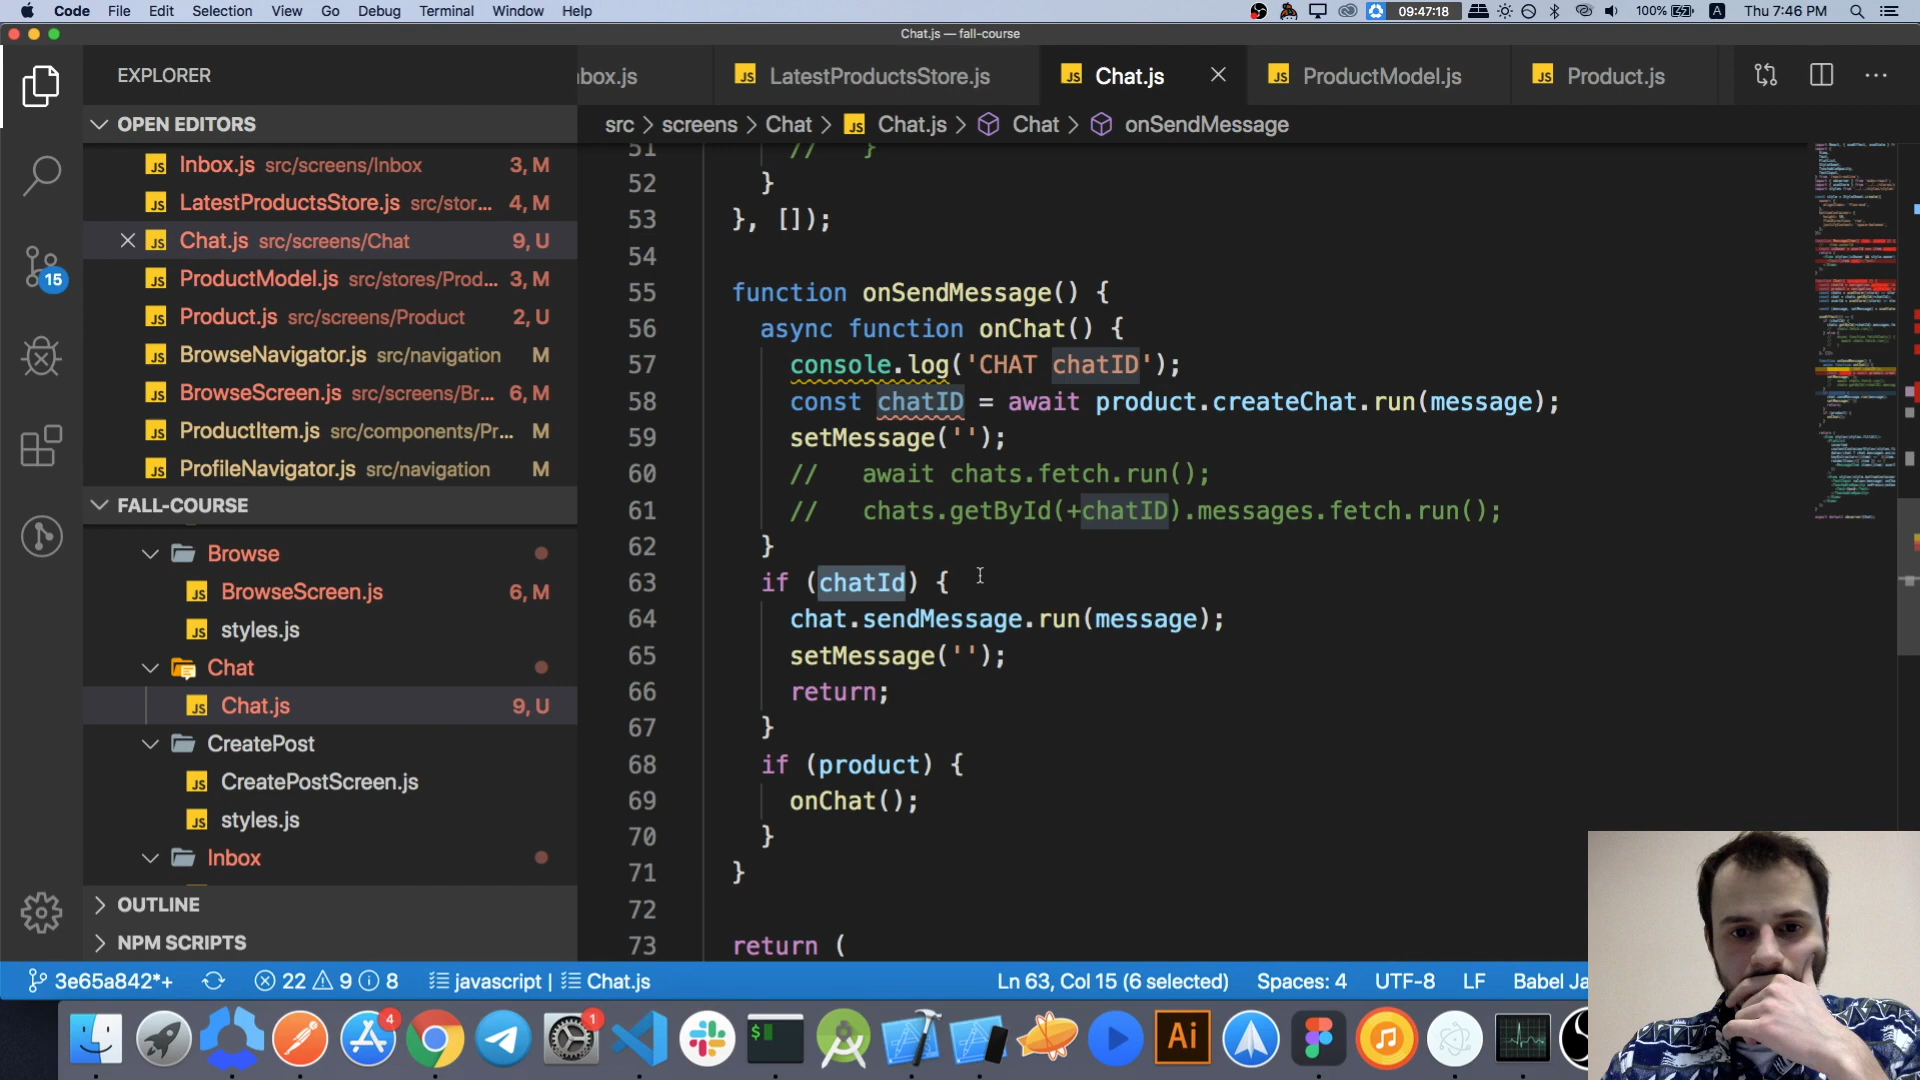 Code File Edit Selection View Go Debug Terminal Window Help 09:47:18 100% A Thu 7:46 PM
Chat.js — fall-course
EXPLORER
box.js LatestProductsStore.js Chat.js ProductModel.js Product.js
OPEN EDITORS
src > screens > Chat > Chat.js > Chat > onSendMessage
Inbox.js src/screens/Inbox 3, M
LatestProductsStore.js src/stor... 4, M
Chat.js src/screens/Chat 9, U
ProductModel.js src/stores/Prod... 3, M
Product.js src/screens/Product 2, U
BrowseNavigator.js src/navigation M
BrowseScreen.js src/screens/Br... 6, M
ProductItem.js src/components/Pr... M
ProfileNavigator.js src/navigation M
15
FALL-COURSE
Browse
BrowseScreen.js 6, M
styles.js
Chat
Chat.js 9, U
CreatePost
CreatePostScreen.js
styles.js
Inbox
OUTLINE
NPM SCRIPTS
51 // }
52 }
53 }, []);
54
55 function onSendMessage() {
56 async function onChat() {
57 console.log('CHAT chatID');
58 const chatID = await product.createChat.run(message);
59 setMessage('');
60 // await chats.fetch.run();
61 // chats.getById(+chatID).messages.fetch.run();
62 }
63 if (chatId) {
64 chat.sendMessage.run(message);
65 setMessage('');
66 return;
67 }
68 if (product) {
69 onChat();
70 }
71 }
72
73 return (
3e65a842*+ 22 9 8 javascript | Chat.js Ln 63, Col 15 (6 selected) Spaces: 4 UTF-8 LF Babel Ja
4 1 $ Ai